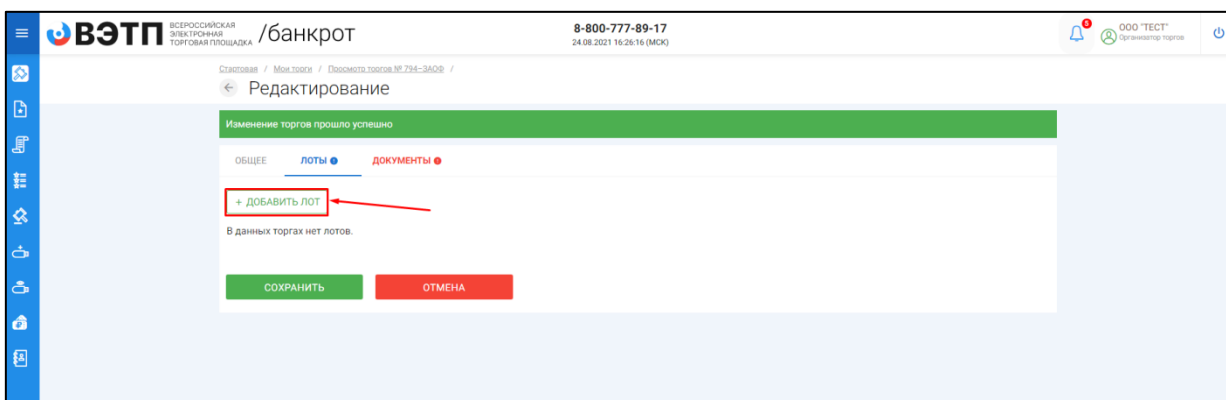 ВЭТП
ВСЕРОССИЙСКАЯ
ЭЛЕКТРОННАЯ
ТОРГОВАЯ ПЛОЩАДКА
/банкрот
8-800-777-89-17
24.08.2021 16:26:16 (МСК)
ООО "ТЕСТ"
Организатор торгов
Стартовая / Мои торги / Просмотр торгов № 794-ЗАОФ /
Редактирование
Изменение торгов прошло успешно
ОБЩЕЕ ЛОТЫ ДОКУМЕНТЫ
+ ДОБАВИТЬ ЛОТ
В данных торгах нет лотов.
СОХРАНИТЬ ОТМЕНА